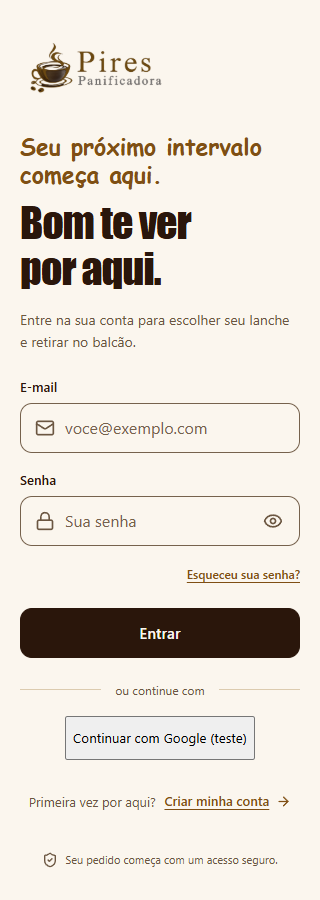 Pires
Panificadora
Seu próximo intervalo
começa aqui.
Bom te ver
por aqui.
Entre na sua conta para escolher seu lanche
e retirar no balcão.
E-mail
voce@exemplo.com
Senha
Sua senha
Esqueceu sua senha?
Entrar
ou continue com
Continuar com Google (teste)
Primeira vez por aqui? Criar minha conta
Seu pedido começa com um acesso seguro.